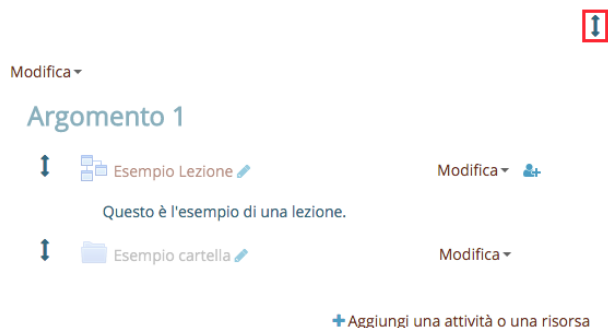 Modifica
Argomento 1
Esempio Lezione Modifica
Questo è l'esempio di una lezione.
Esempio cartella Modifica
Aggiungi una attività o una risorsa